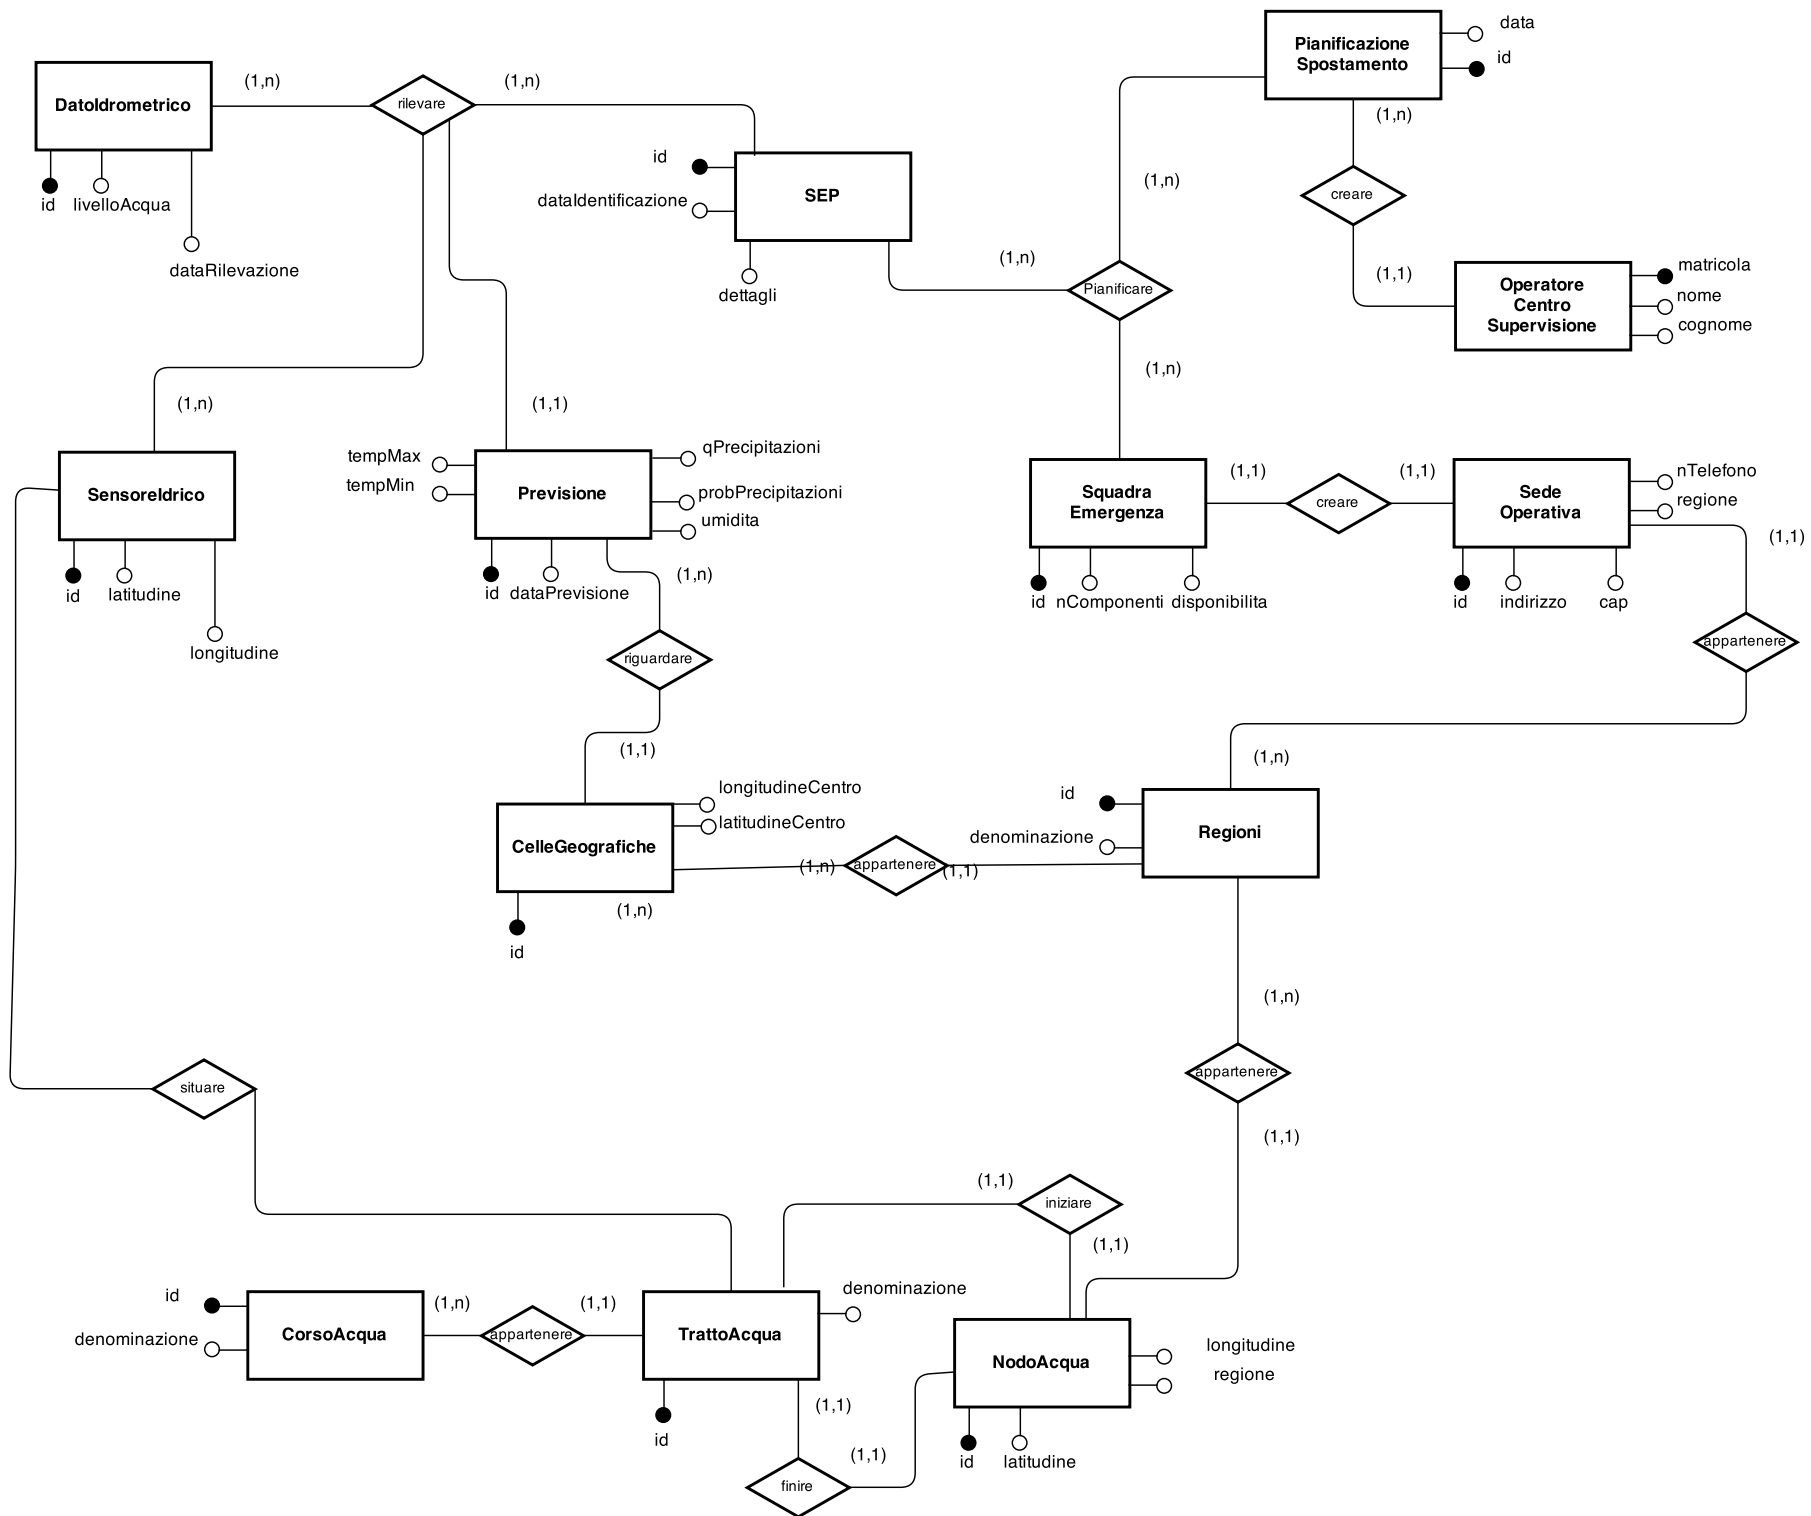 data
Pianificazione
Spostamento
id
(1,n)
rilevare
(1,n)
DatoIdrometrico
(1,n)
id
livelloAcqua
dataRilevazione
id
dataIdentificazione
SEP
dettagli
(1,n)
creare
(1,n)
Pianificare
(1,1)
matricola
Operatore
Centro
Supervisione
nome
cognome
(1,n)
(1,n)
(1,1)
SensoreIdrico
id
latitudine
longitudine
tempMax
tempMin
Previsione
qPrecipitazioni
probPrecipitazioni
umidita
id
dataPrevisione
(1,n)
riguardare
(1,1)
Squadra
Emergenza
(1,1)
creare
(1,1)
id
nComponenti
disponibilita
Sede
Operativa
nTelefono
regione
id
indirizzo
cap
(1,1)
appartenere
(1,n)
longitudineCentro
latitudineCentro
CelleGeografiche
(1,n)
id
(1,n)
appartenere
(1,1)
id
denominazione
Regioni
(1,n)
appartenere
(1,1)
situare
(1,1)
iniziare
(1,1)
id
denominazione
CorsoAcqua
(1,n)
appartenere
(1,1)
TrattoAcqua
denominazione
id
(1,1)
finire
(1,1)
NodoAcqua
longitudine
regione
id
latitudine